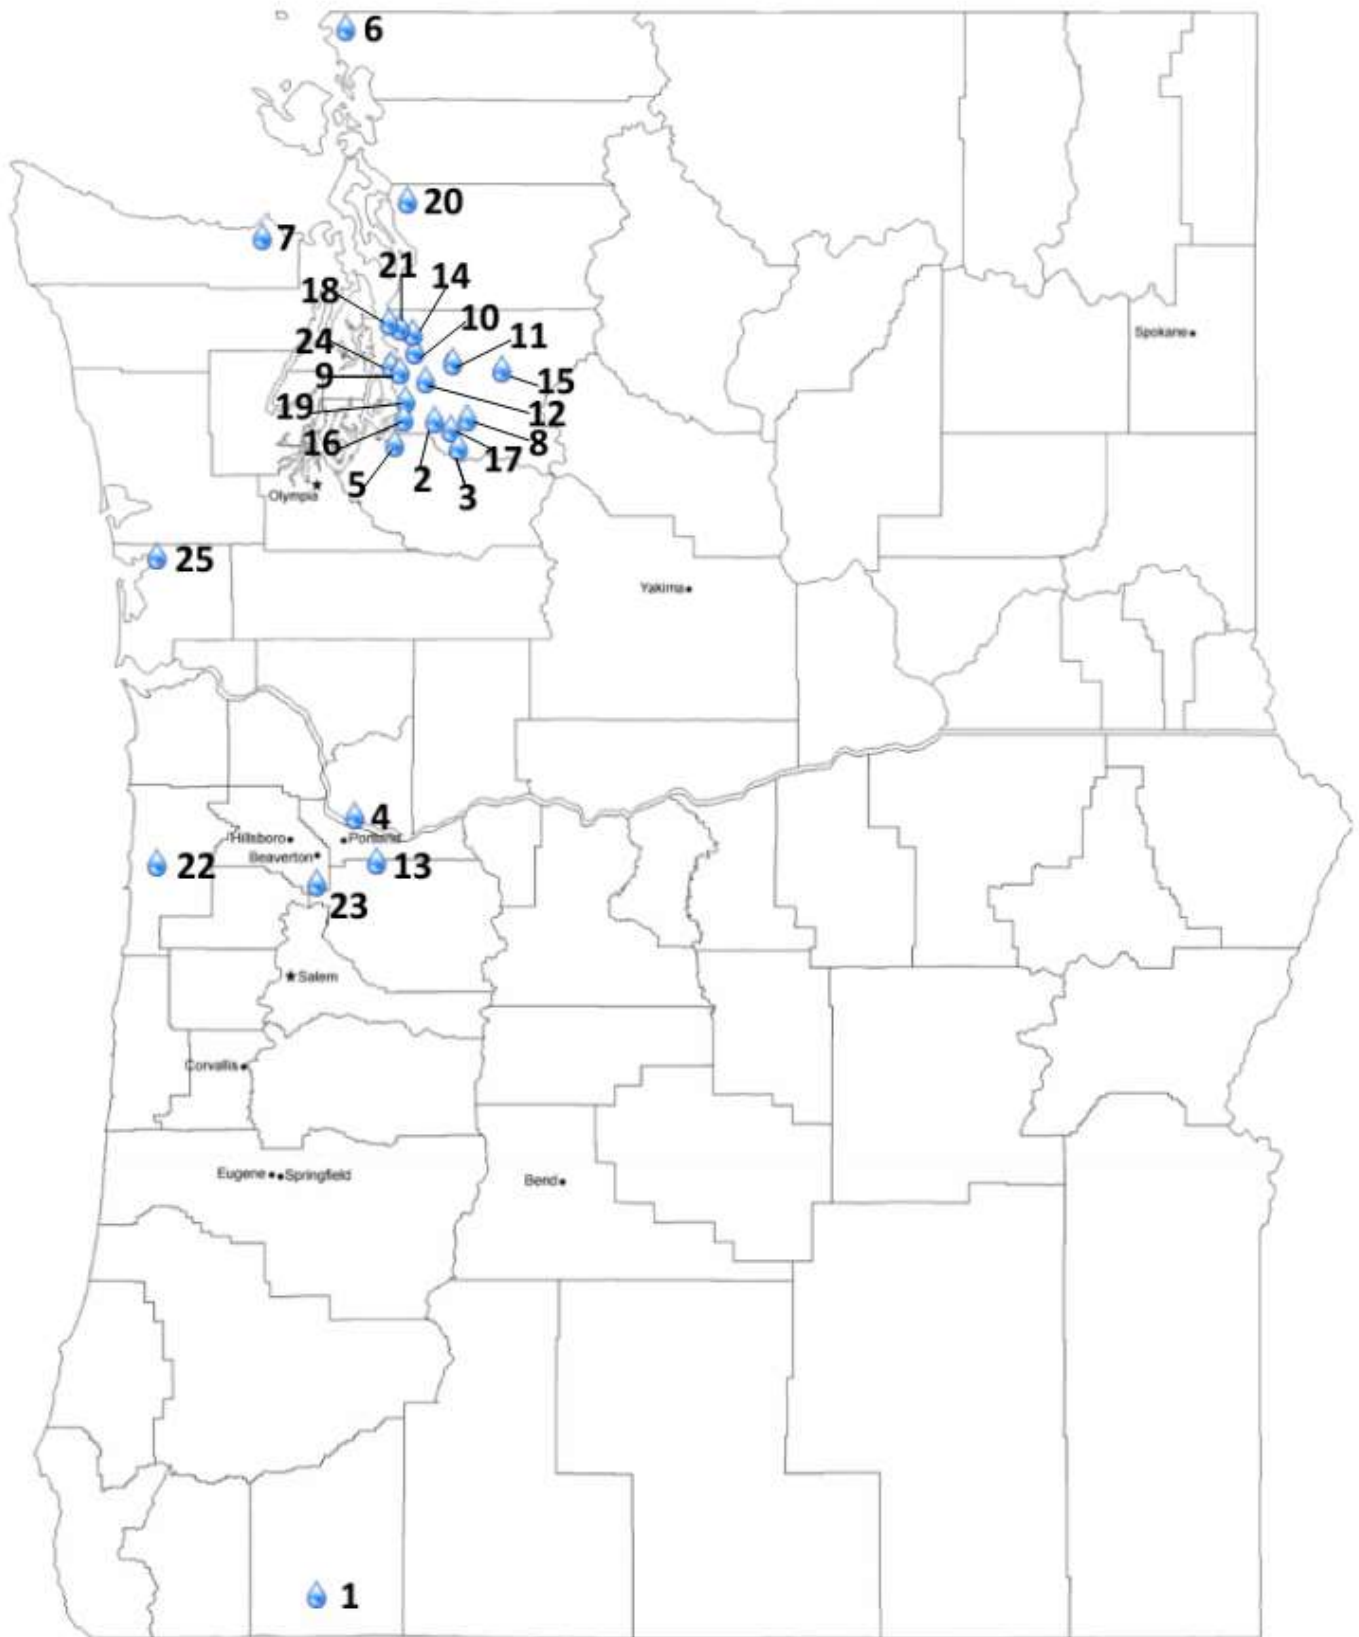 6
20
7
21
14
18
10
11
Spokane
24
9
15
19
12
16
8
17
5
2
3
Olympia
25
Yakima
4
Hillsboro
Portland
Beaverton
22
13
23
Salem
Corvallis
Eugene
Springfield
Bend
1